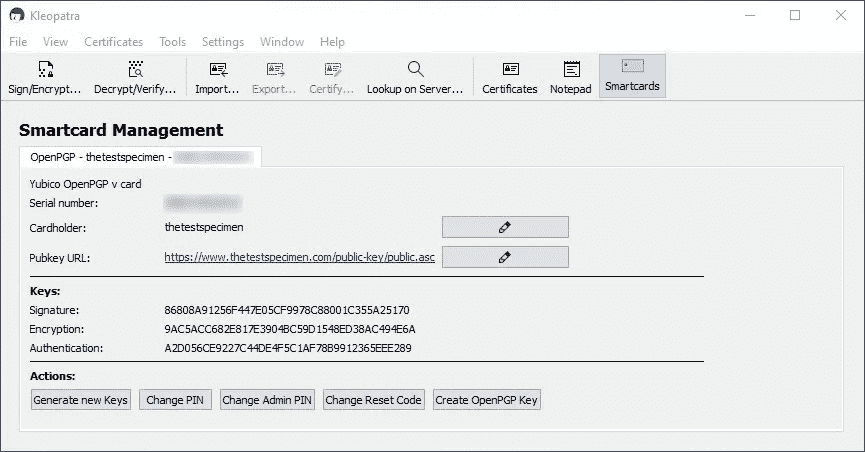 Kleopatra
File View Certificates Tools Settings Window Help
Sign/Encrypt... Decrypt/Verify... Import... Export... Certify... Lookup on Server... Certificates Notepad Smartcards
Smartcard Management
OpenPGP - thetestspecimen -
Yubico OpenPGP v card
Serial number:
Cardholder: thetestspecimen
Pubkey URL: https://www.thetestspecimen.com/public-key/public.asc
Keys:
Signature: 86808A91256F447E05CF9978C88001C355A25170
Encryption: 9AC5ACC682E817E3904BC59D1548ED38AC494E6A
Authentication: A2D056CE9227C44DE4F5C1AF78B9912365EEE289
Actions:
Generate new Keys Change PIN Change Admin PIN Change Reset Code Create OpenPGP Key